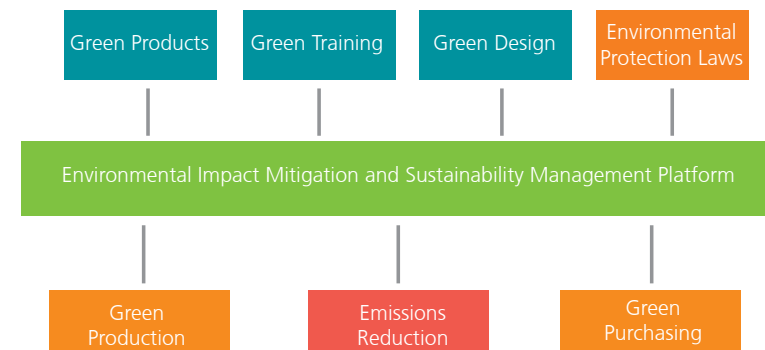 Green Products
Green Training
Green Design
Environmental
Protection Laws
Environmental Impact Mitigation and Sustainability Management Platform
Green
Production
Emissions
Reduction
Green
Purchasing